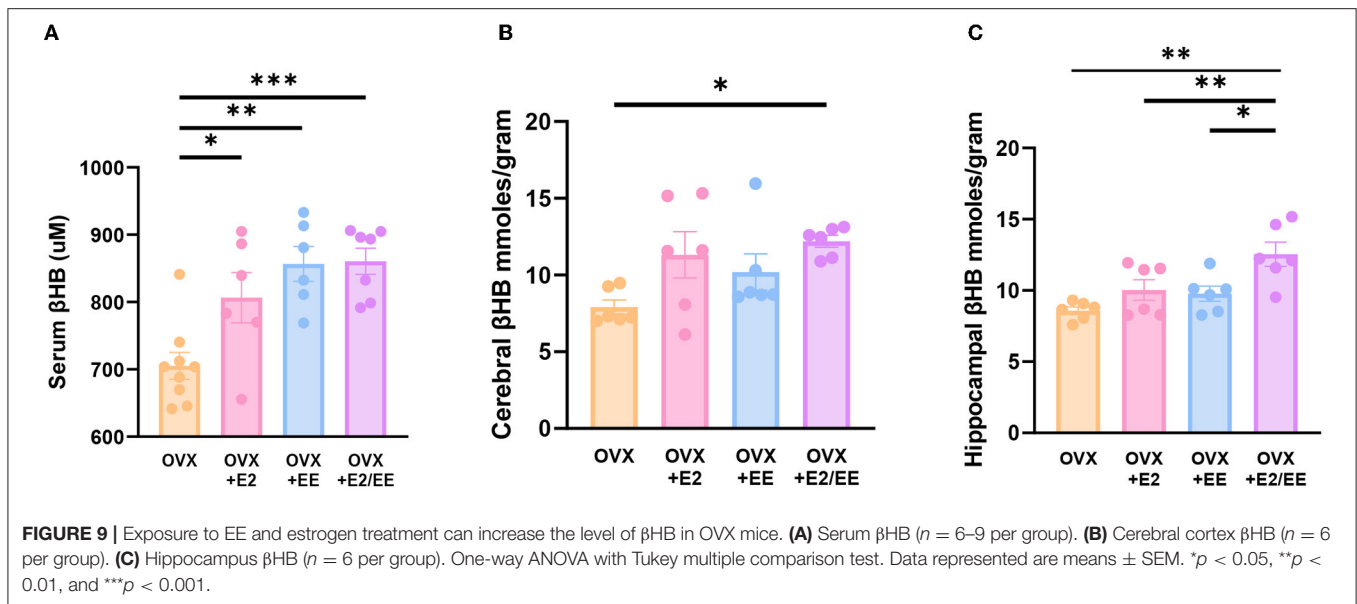 A
***
**
*
Serum βHB (uM)
1000
900
800
700
600
OVX
OVX
+E2
OVX
+EE
OVX
+E2/EE
B
*
Cerebral βHB mmoles/gram
20
15
10
5
0
OVX
OVX
+E2
OVX
+EE
OVX
+E2/EE
C
**
**
*
Hippocampal βHB mmoles/gram
20
15
10
5
0
OVX
OVX
+E2
OVX
+EE
OVX
+E2/EE
FIGURE 9 | Exposure to EE and estrogen treatment can increase the level of βHB in OVX mice. (A) Serum βHB (n = 6–9 per group). (B) Cerebral cortex βHB (n = 6
per group). (C) Hippocampus βHB (n = 6 per group). One-way ANOVA with Tukey multiple comparison test. Data represented are means ± SEM. *p < 0.05, **p <
0.01, and ***p < 0.001.